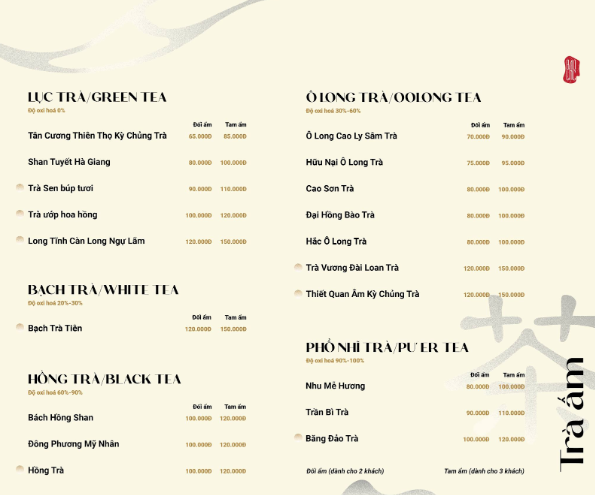 LỤC TRÀ/GREEN TEA
Độ oxi hoá 0%
Đối ẩm Tam ẩm
Tân Cương Thiên Thọ Kỳ Chủng Trà 65.000Đ 85.000Đ
Shan Tuyết Hà Giang 80.000Đ 100.000Đ
Trà Sen búp tươi 90.000Đ 110.000Đ
Trà ướp hoa hồng 100.000Đ 120.000Đ
Long Tĩnh Càn Long Ngự Lãm 120.000Đ 150.000Đ
BẠCH TRÀ/WHITE TEA
Độ oxi hoá 20%-30%
Đối ẩm Tam ẩm
Bạch Trà Tiên 120.000Đ 150.000Đ
HỒNG TRÀ/BLACK TEA
Độ oxi hoá 60%-90%
Đối ẩm Tam ẩm
Bách Hồng Shan 100.000Đ 120.000Đ
Đông Phương Mỹ Nhân 100.000Đ 120.000Đ
Hồng Trà 100.000Đ 120.000Đ
Ô LONG TRÀ/OOLONG TEA
Độ oxi hoá 30%-60%
Đối ẩm Tam ẩm
Ô Long Cao Ly Sâm Trà 70.000Đ 90.000Đ
Hữu Nại Ô Long Trà 75.000Đ 95.000Đ
Cao Sơn Trà 80.000Đ 100.000Đ
Đại Hồng Bào Trà 80.000Đ 100.000Đ
Hắc Ô Long Trà 80.000Đ 100.000Đ
Trà Vương Đài Loan Trà 120.000Đ 150.000Đ
Thiết Quan Âm Kỳ Chủng Trà 120.000Đ 150.000Đ
PHỔ NHĨ TRÀ/PU'ER TEA
Độ oxi hoá 90%-100%
Đối ẩm Tam ẩm
Nhu Mễ Hương 80.000Đ 100.000Đ
Trần Bì Trà 90.000Đ 110.000Đ
Băng Đảo Trà 100.000Đ 120.000Đ
Đối ẩm (dành cho 2 khách) Tam ẩm (dành cho 3 khách)
茶
Trà ấm